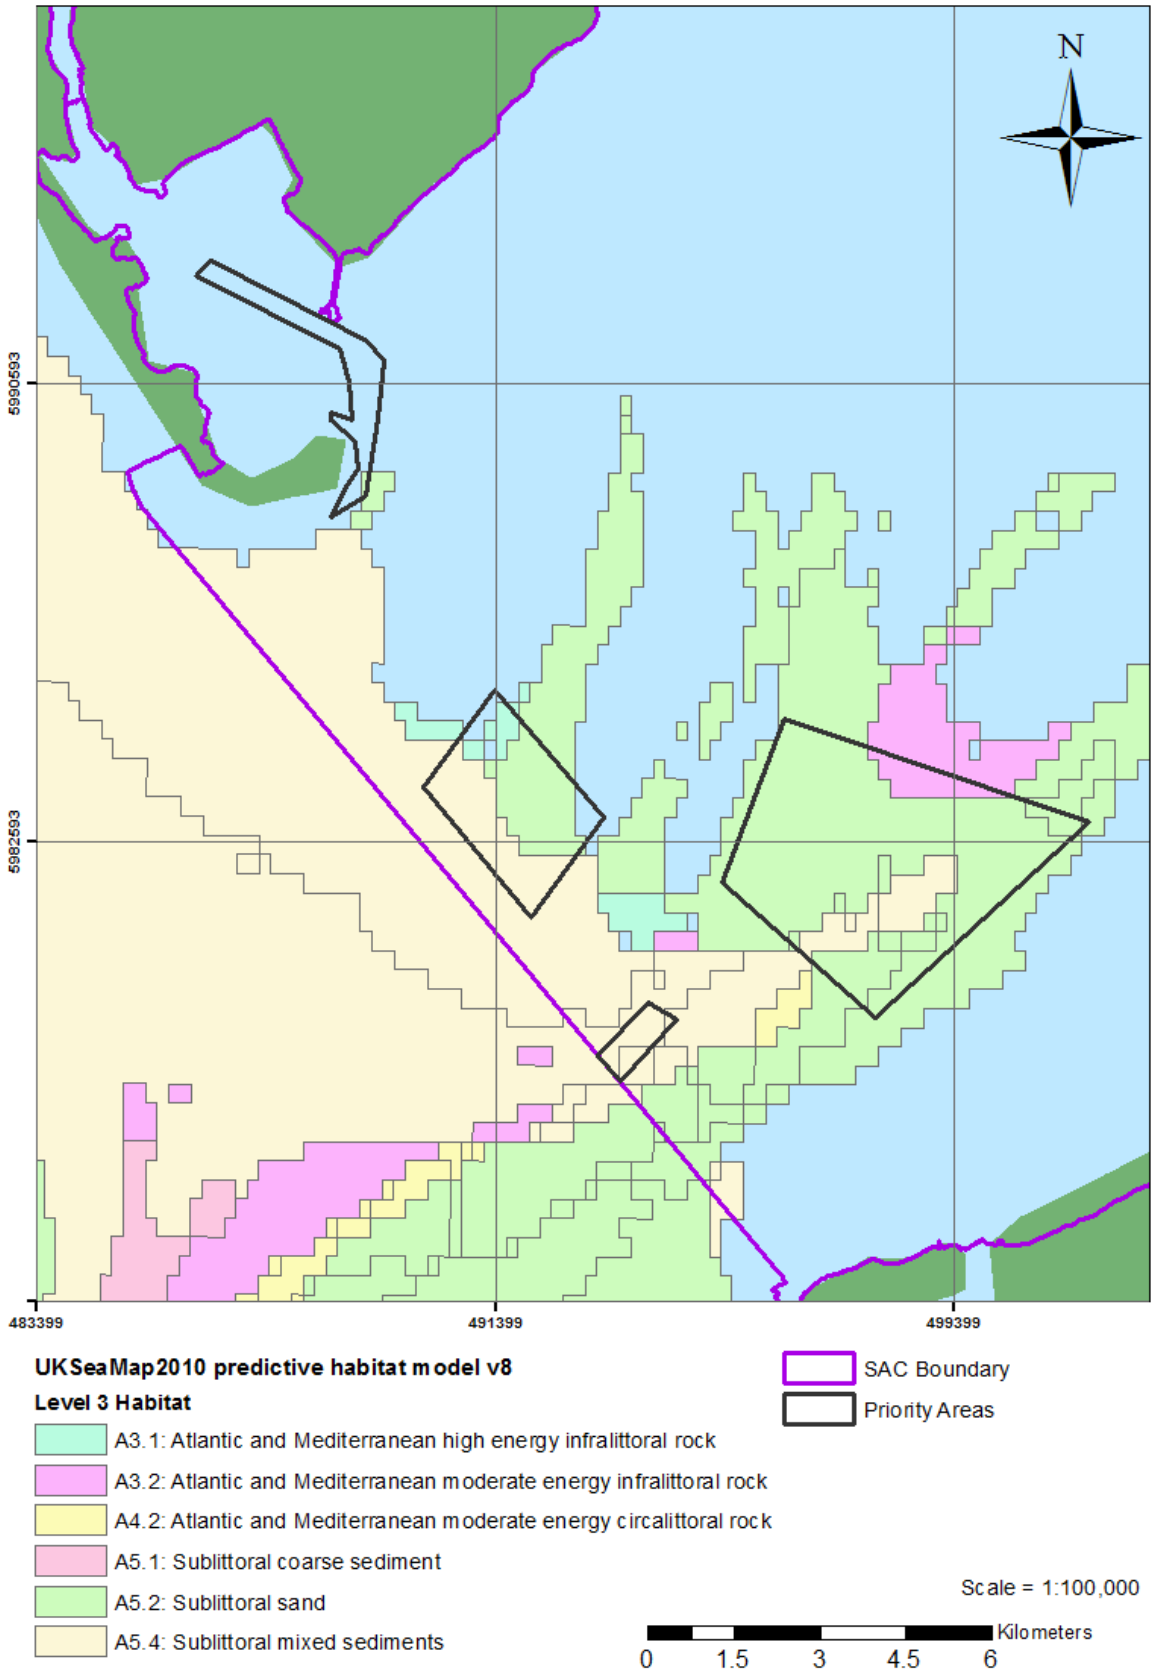 N
5990593
5982593
483399
491399
499399
UKSeaMap2010 predictive habitat model v8
Level 3 Habitat
A3.1: Atlantic and Mediterranean high energy infralittoral rock
A3.2: Atlantic and Mediterranean moderate energy infralittoral rock
A4.2: Atlantic and Mediterranean moderate energy circalittoral rock
A5.1: Sublittoral coarse sediment
A5.2: Sublittoral sand
A5.4: Sublittoral mixed sediments
SAC Boundary
Priority Areas
Scale = 1:100,000
Kilometers
0 1.5 3 4.5 6